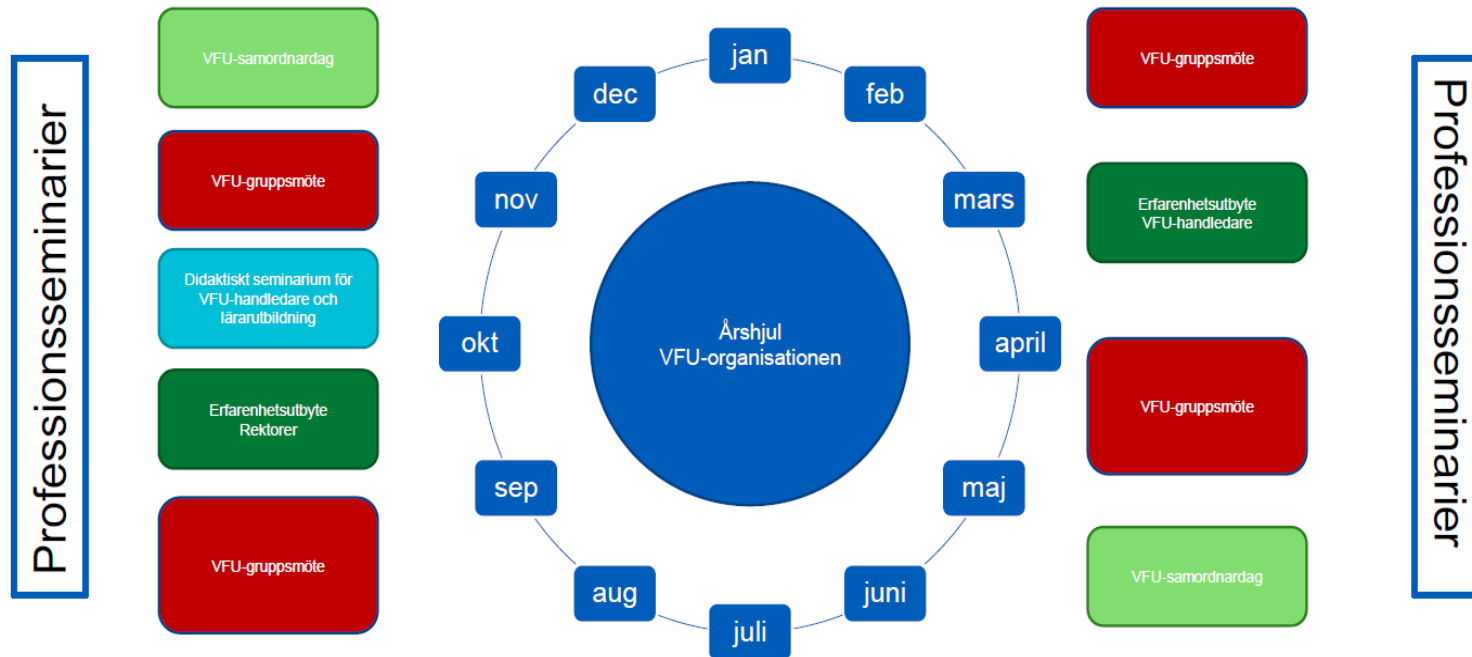 Professionsseminarier
VFU-samordnardag
VFU-gruppsmöte
Didaktiskt seminarium för
VFU-handledare och
lärarutbildning
Erfarenhetsutbyte
Rektorer
VFU-gruppsmöte
jan
feb
mars
april
maj
juni
juli
aug
sep
okt
nov
dec
Årshjul
VFU-organisationen
VFU-gruppsmöte
Erfarenhetsutbyte
VFU-handledare
VFU-gruppsmöte
VFU-samordnardag
Professionsseminarier